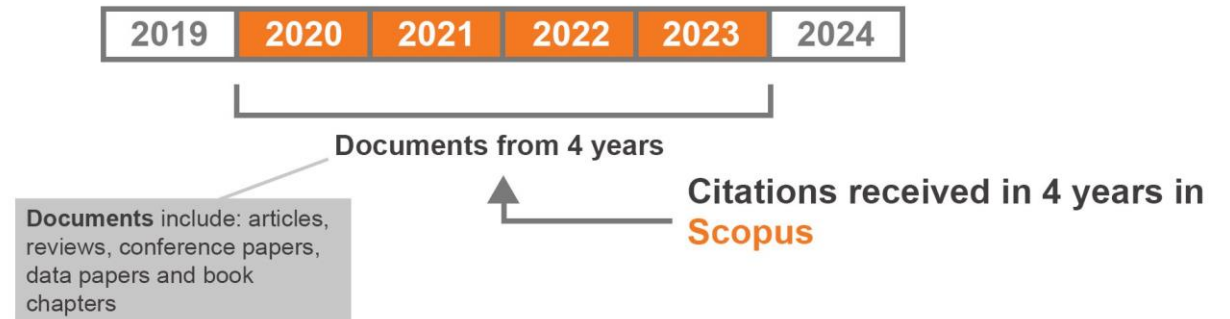 2019 2020 2021 2022 2023 2024
Documents from 4 years
Citations received in 4 years in
Scopus
Documents include: articles,
reviews, conference papers,
data papers and book
chapters